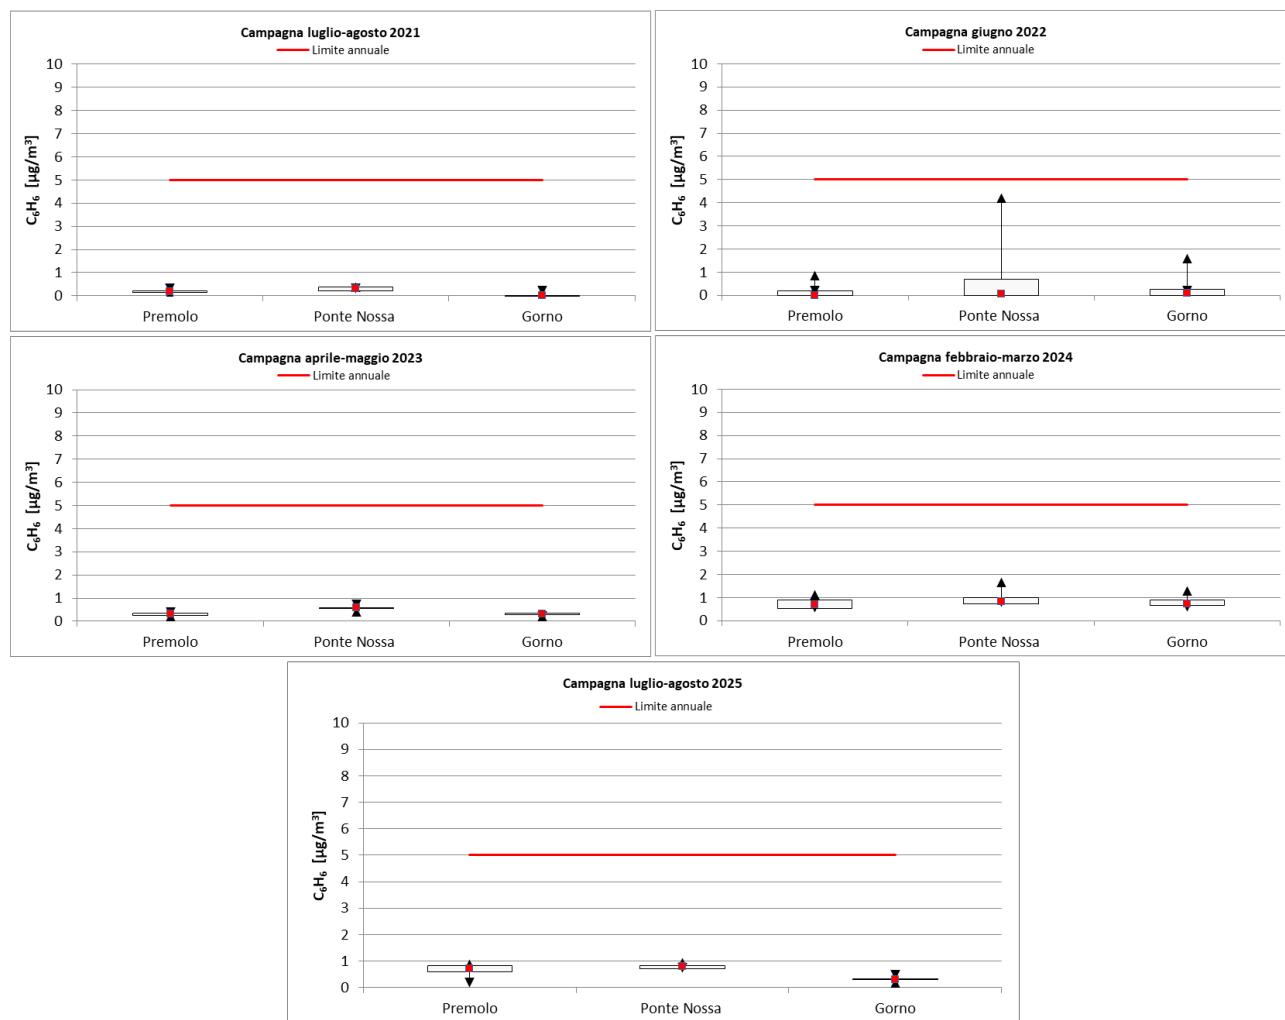 Campagna luglio-agosto 2021
Limite annuale
10
9
8
7
6
5
4
3
2
1
0
C₆H₆ [µg/m³]
Premolo Ponte Nossa Gorno
Campagna giugno 2022
Limite annuale
10
9
8
7
6
5
4
3
2
1
0
C₆H₆ [µg/m³]
Premolo Ponte Nossa Gorno
Campagna aprile-maggio 2023
Limite annuale
10
9
8
7
6
5
4
3
2
1
0
C₆H₆ [µg/m³]
Premolo Ponte Nossa Gorno
Campagna febbraio-marzo 2024
Limite annuale
10
9
8
7
6
5
4
3
2
1
0
C₆H₆ [µg/m³]
Premolo Ponte Nossa Gorno
Campagna luglio-agosto 2025
Limite annuale
10
9
8
7
6
5
4
3
2
1
0
C₆H₆ [µg/m³]
Premolo Ponte Nossa Gorno